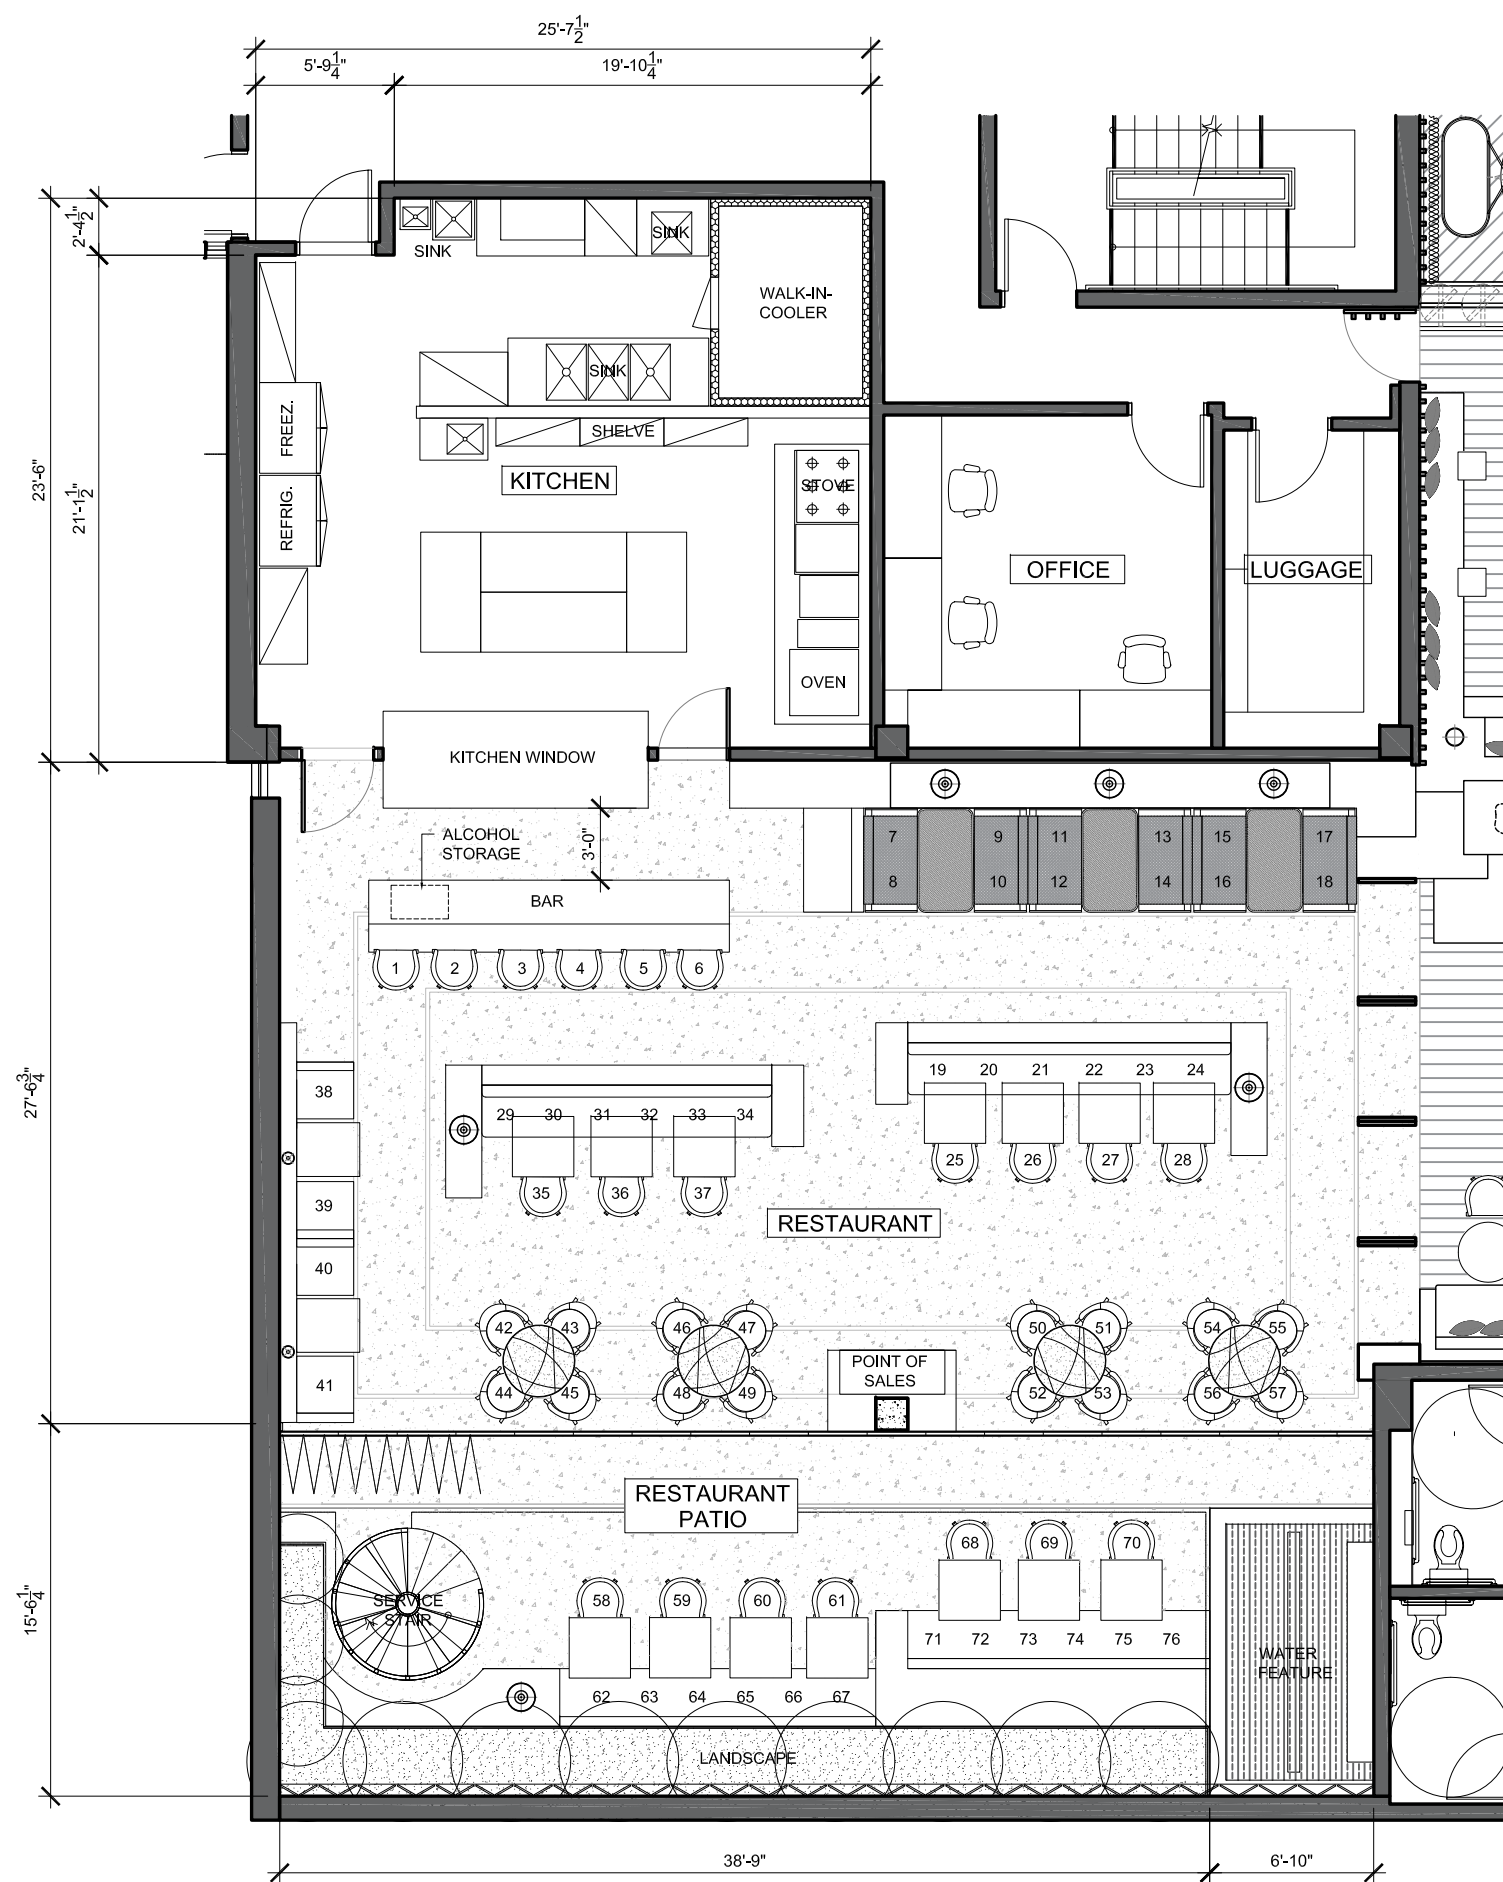 25'-7 1/2"
5'-9 1/4"
19'-10 1/4"
2'-4 1/2"
SINK
SINK
WALK-IN-
COOLER
SINK
FREEZ.
SHELVE
KITCHEN
STOVE
23'-6"
21'-1 1/2"
REFRIG.
OFFICE
LUGGAGE
OVEN
KITCHEN WINDOW
ALCOHOL
STORAGE
3'-0"
7 9 11 13 15 17
8 10 12 14 16 18
BAR
1 2 3 4 5 6
19 20 21 22 23 24
38
27'-6 3/4"
29 30 31 32 33 34
25 26 27 28
35 36 37
39
RESTAURANT
40
42 43 46 47 50 51 54 55
POINT OF
SALES
41
44 45 48 49 52 53 56 57
RESTAURANT
PATIO
68 69 70
58 59 60 61
SERVICE
STAIR
15'-6 1/4"
71 72 73 74 75 76
WATER
FEATURE
62 63 64 65 66 67
LANDSCAPE
38'-9"
6'-10"